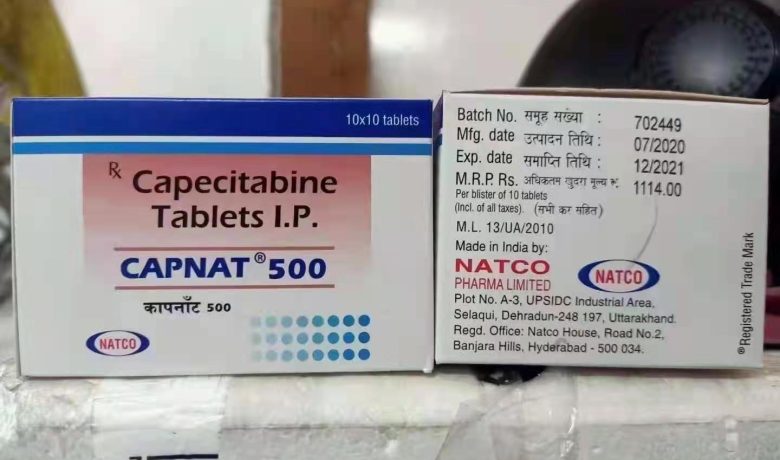 10x10 tablets
Rx Capecitabine
Tablets I.P.
CAPNAT® 500
कापनॉट 500
NATCO
Batch No. समूह संख्या : 702449
Mfg. date उत्पादन तिथि : 07/2020
Exp. date समाप्ति तिथि : 12/2021
M.R.P. Rs. अधिकतम खुदरा मूल्य रु. 1114.00
Per blister of 10 tablets
(Incl. of all taxes). (सभी कर सहित)
M.L. 13/UA/2010
Made in India by:
NATCO
PHARMA LIMITED
NATCO
Plot No. A-3, UPSIDC Industrial Area,
Selaqui, Dehradun-248 197, Uttarakhand.
Regd. Office: Natco House, Road No.2,
Banjara Hills, Hyderabad - 500 034.
®Registered Trade Mark